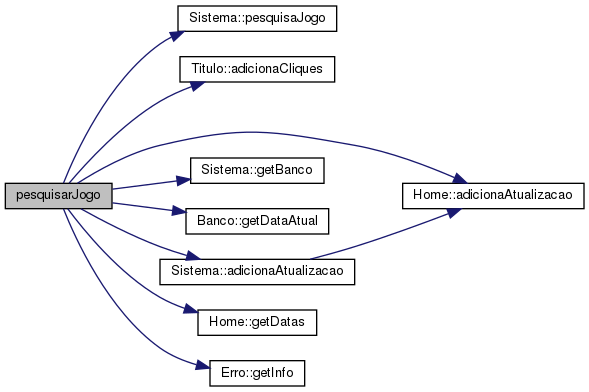 Sistema::pesquisaJogo
Titulo::adicionaCliques
Sistema::getBanco
pesquisarJogo
Home::adicionaAtualizacao
Banco::getDataAtual
Sistema::adicionaAtualizacao
Home::getDatas
Erro::getInfo